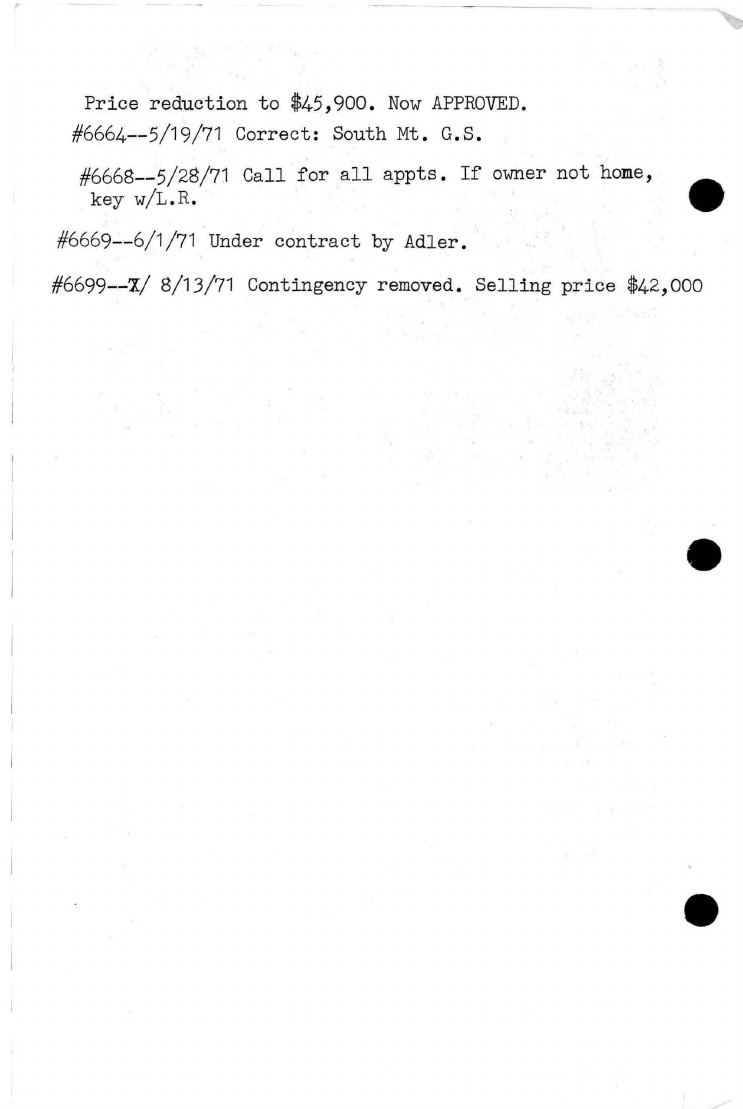 Price reduction to $45,900. Now APPROVED.
#6664--5/19/71 Correct: South Mt. G.S.
#6668--5/28/71 Call for all appts. If owner not home,
key w/L.R.
#6669--6/1/71 Under contract by Adler.
#6699--7/ 8/13/71 Contingency removed. Selling price $42,000